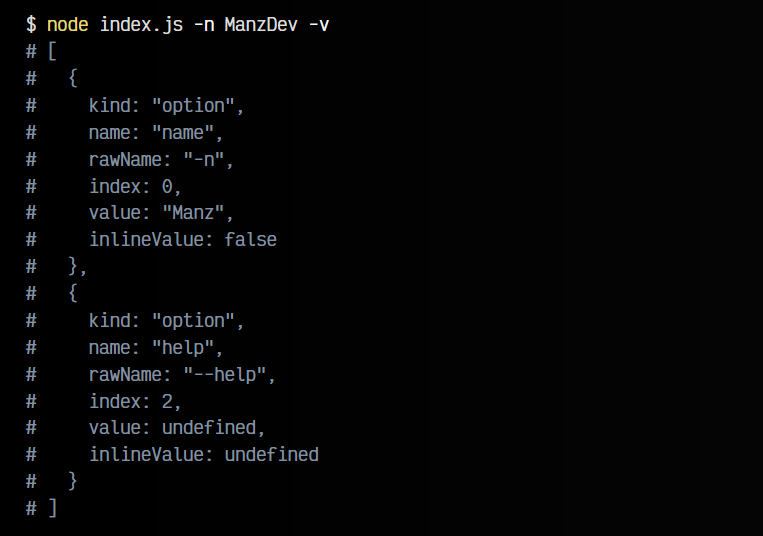 $ node index.js -n ManzDev -v
# [
#   {
#     kind: "option",
#     name: "name",
#     rawName: "-n",
#     index: 0,
#     value: "Manz",
#     inlineValue: false
#   },
#   {
#     kind: "option",
#     name: "help",
#     rawName: "--help",
#     index: 2,
#     value: undefined,
#     inlineValue: undefined
#   }
# ]